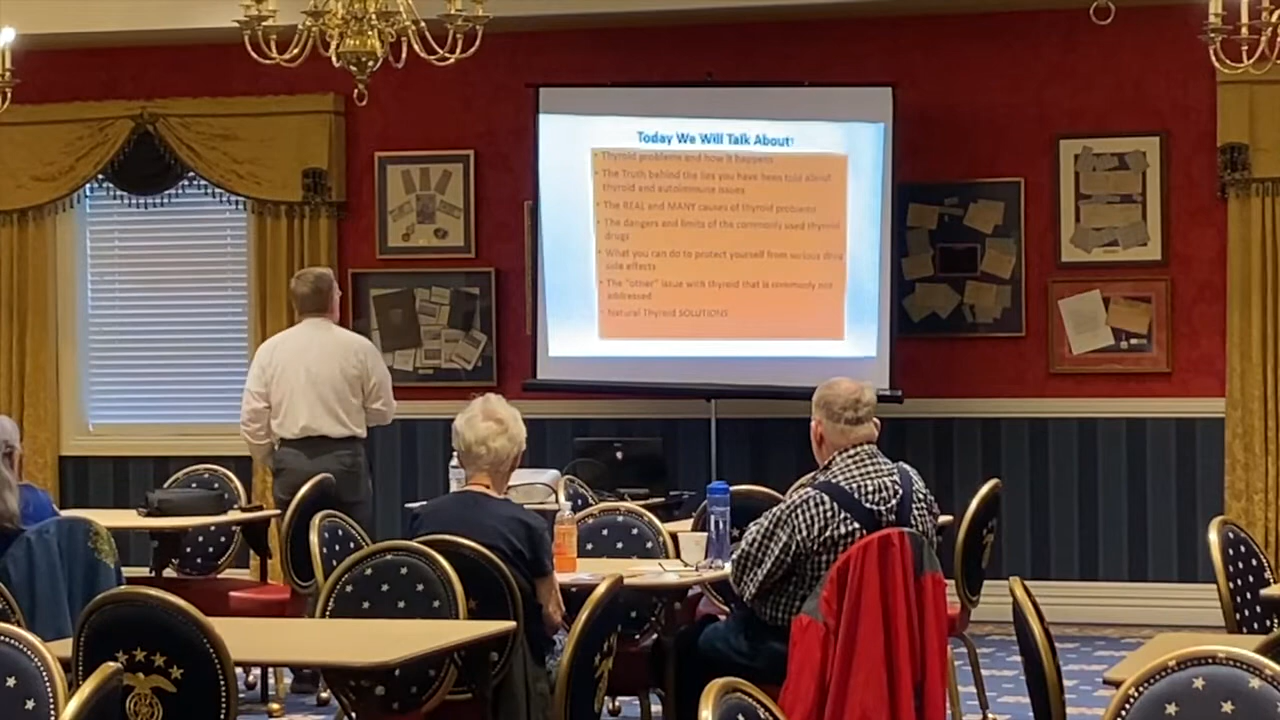 Today We Will Talk About:
• Thyroid problems and how it happens
• The Truth behind the lies you have been told about
thyroid and autoimmune issues
• The REAL and MANY causes of thyroid problems
• The dangers and limits of the commonly used thyroid
drugs
• What you can do to protect yourself from serious drug
side effects
• The "other" issue with thyroid that is commonly not
addressed
• Natural Thyroid SOLUTIONS